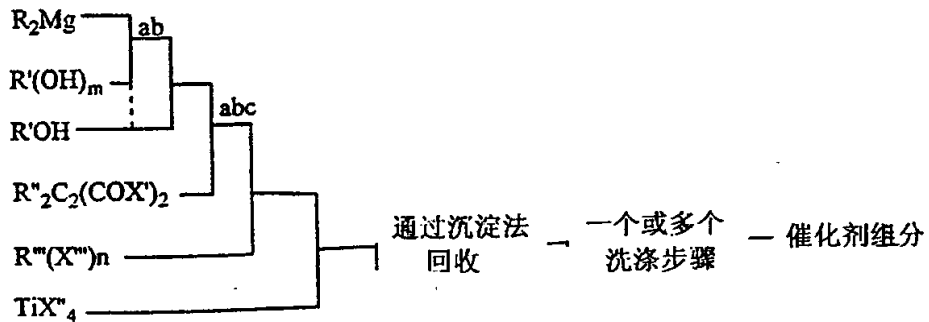 R₂Mg
ab
R'(OH)ₘ
R'OH
abc
R"₂C₂(COX')₂
R'"(X'")n
TiX"₄
通过沉淀法
回收
一个或多个
洗涤步骤
催化剂组分